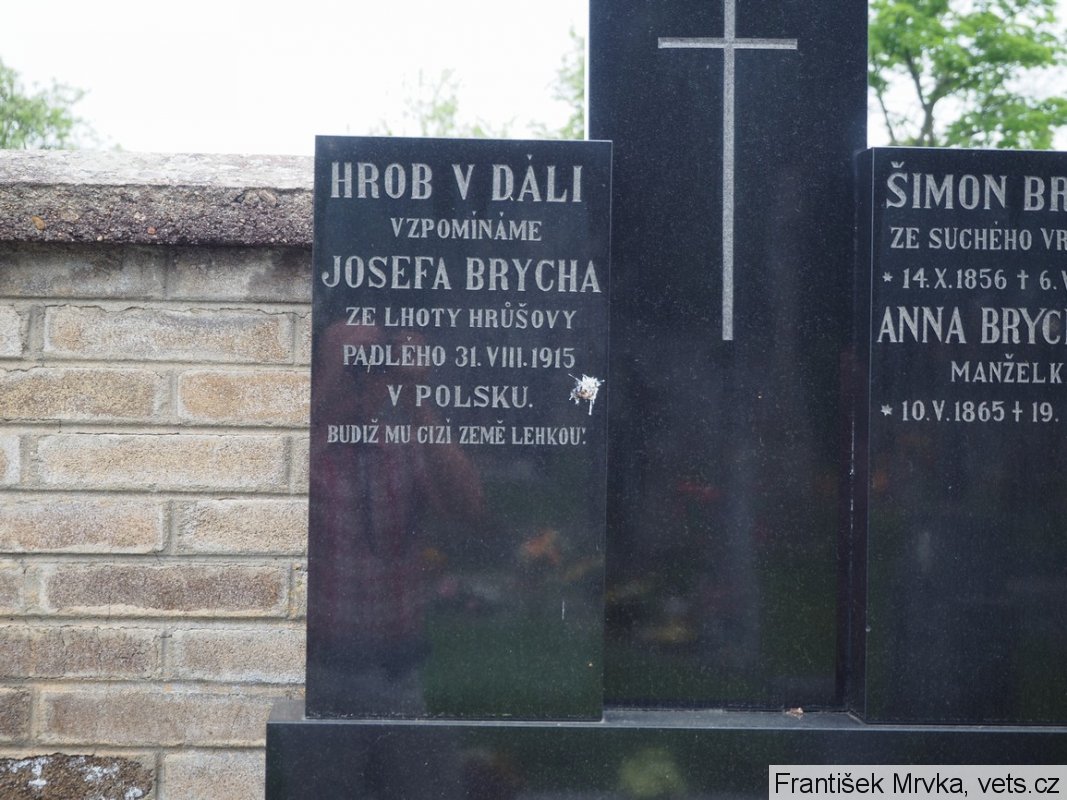 HROB V DÁLI
VZPOMÍNÁME
JOSEFA BRYCHA
ZE LHOTY HRŮŠOVY
PADLÉHO 31. VIII. 1915
V POLSKU.
BUDIŽ MU CIZÍ ZEMĚ LEHKOU!
ŠIMON BR
ZE SUCHÉHO VR
* 14. X. 1856 † 6. V
ANNA BRYCH
MANŽELK
* 10. V. 1865 † 19.
František Mrvka, vets.cz